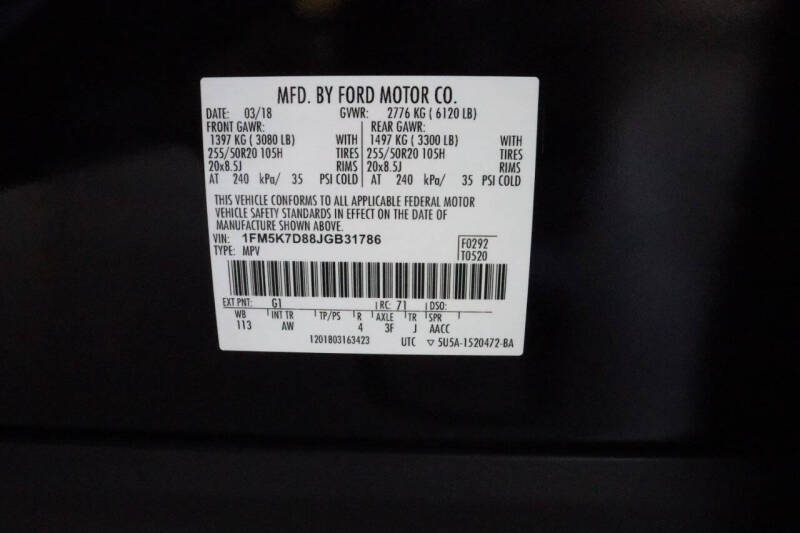 MFD. BY FORD MOTOR CO.
DATE: 03/18 GVWR: 2776 KG ( 6120 LB)
FRONT GAWR: REAR GAWR:
1397 KG ( 3080 LB) WITH 1497 KG ( 3300 LB) WITH
255/50R20 105H TIRES 255/50R20 105H TIRES
20x8.5J RIMS 20x8.5J RIMS
AT 240 kPa/ 35 PSI COLD AT 240 kPa/ 35 PSI COLD
THIS VEHICLE CONFORMS TO ALL APPLICABLE FEDERAL MOTOR
VEHICLE SAFETY STANDARDS IN EFFECT ON THE DATE OF
MANUFACTURE SHOWN ABOVE.
VIN: 1FM5K7D88JGB31786 F0292
TYPE: MPV T0520
EXT PNT: G1 RC: 71 DSO:
WB INT TR TP/PS R AXLE TR SPR
113 AW 4 3F J AACC
1201803163423 UTC ▽ 5U5A-1520472-BA